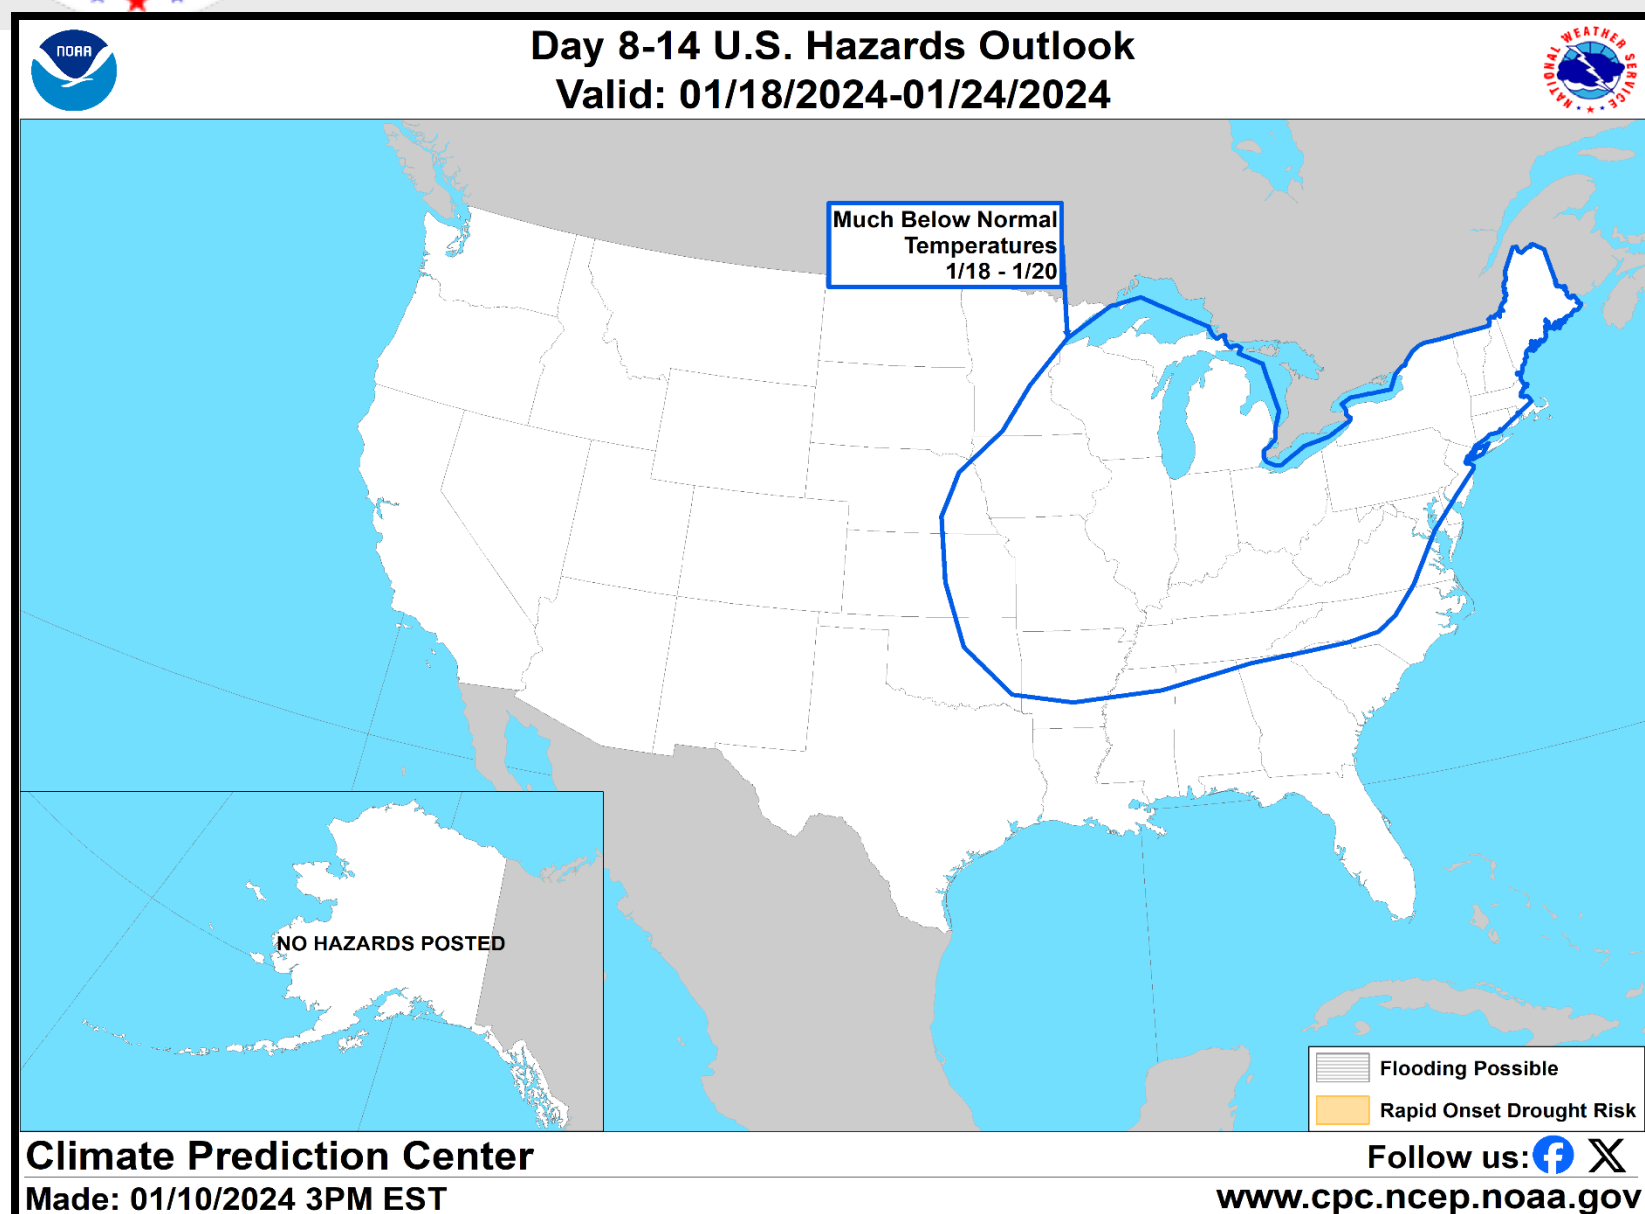 NOAA
Day 8-14 U.S. Hazards Outlook
Valid: 01/18/2024-01/24/2024
NATIONAL WEATHER SERVICE
Much Below Normal
Temperatures
1/18 - 1/20
NO HAZARDS POSTED
Flooding Possible
Rapid Onset Drought Risk
Climate Prediction Center
Follow us:
Made: 01/10/2024 3PM EST
www.cpc.ncep.noaa.gov